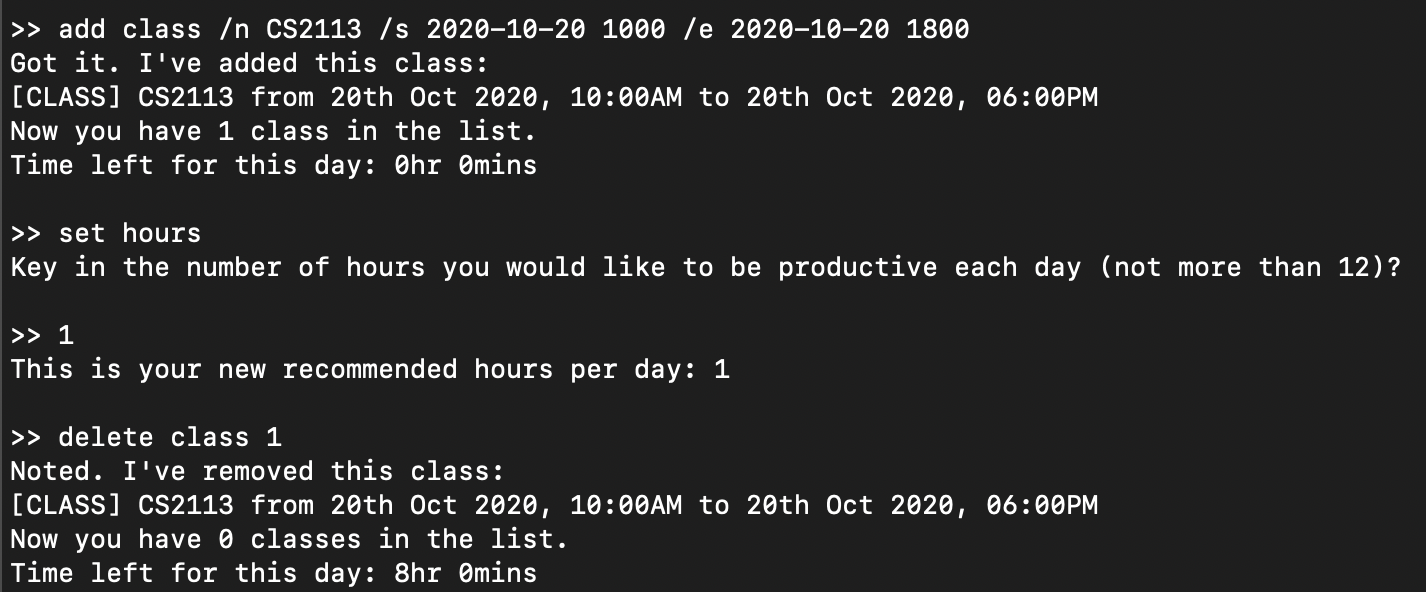 >> add class /n CS2113 /s 2020-10-20 1000 /e 2020-10-20 1800
Got it. I've added this class:
[CLASS] CS2113 from 20th Oct 2020, 10:00AM to 20th Oct 2020, 06:00PM
Now you have 1 class in the list.
Time left for this day: 0hr 0mins
>> set hours
Key in the number of hours you would like to be productive each day (not more than 12)?
>> 1
This is your new recommended hours per day: 1
>> delete class 1
Noted. I've removed this class:
[CLASS] CS2113 from 20th Oct 2020, 10:00AM to 20th Oct 2020, 06:00PM
Now you have 0 classes in the list.
Time left for this day: 8hr 0mins